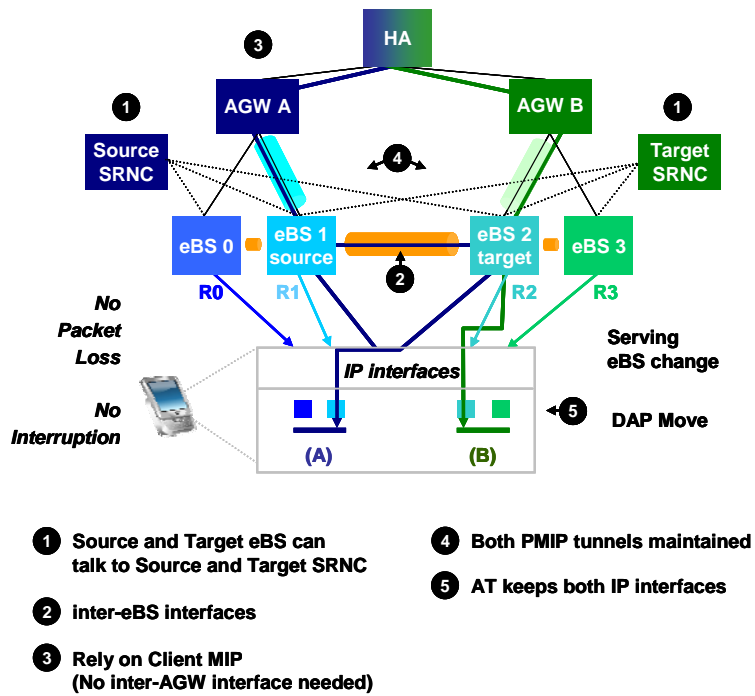 HA
3
AGW A
AGW B
1
1
Source
SRNC
4
Target
SRNC
eBS 0
eBS 1
source
eBS 2
target
eBS 3
2
R0
R1
R2
R3
No
Packet
Loss
Serving
eBS change
IP interfaces
No
Interruption
5
DAP Move
(A)
(B)
1 Source and Target eBS can
talk to Source and Target SRNC
2 inter-eBS interfaces
3 Rely on Client MIP
(No inter-AGW interface needed)
4 Both PMIP tunnels maintained
5 AT keeps both IP interfaces